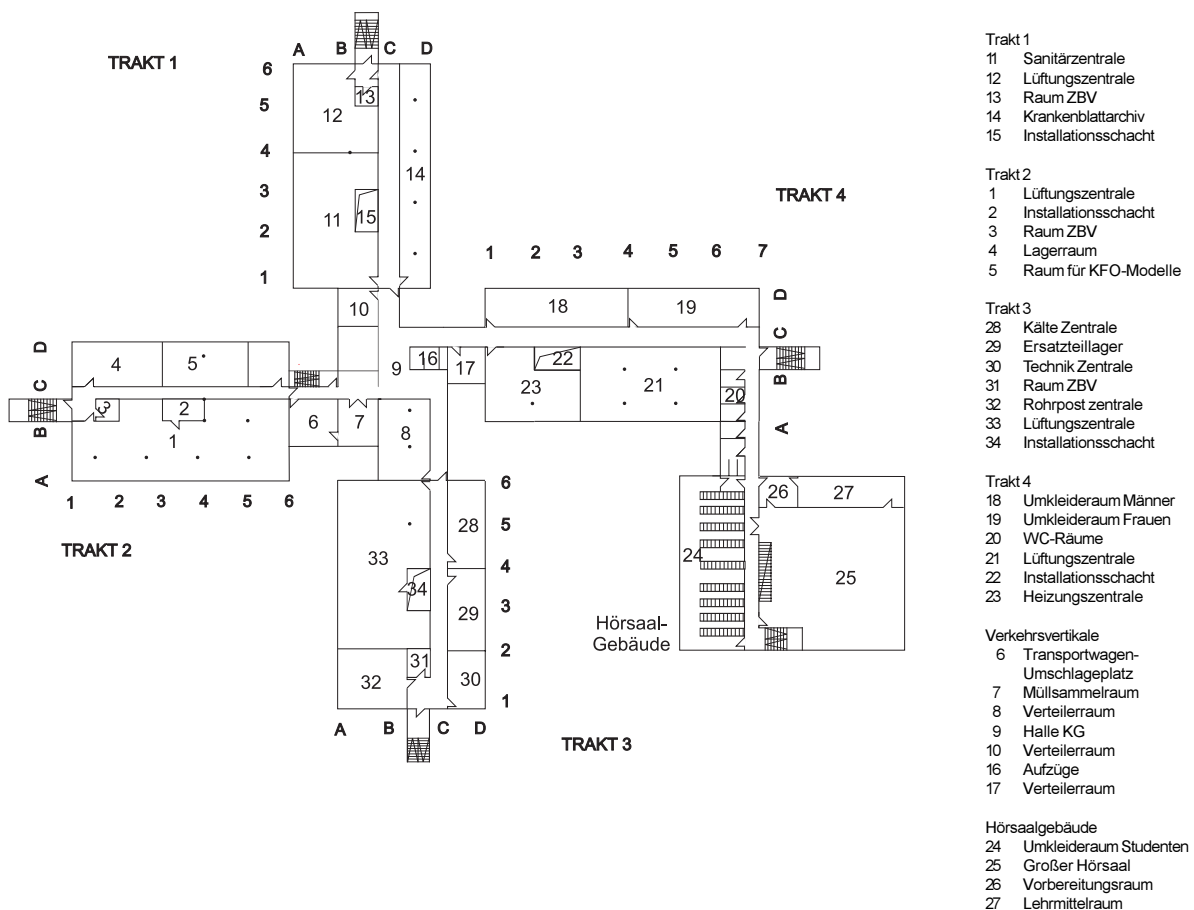 TRAKT 1
A B C D
6
5
4
3
2
1
12
13
14
11
15
10
TRAKT 4
1 2 3 4 5 6 7
D
C
B
A
18
19
16
17
22
23
21
20
9
D
C
B
A
4
5
3
2
1
6
7
8
1 2 3 4 5 6
TRAKT 2
6
5
4
3
2
1
33
28
34
29
31
32
30
A B C D
TRAKT 3
26
27
24
25
Hörsaal-
Gebäude
Trakt 1
11 Sanitärzentrale
12 Lüftungszentrale
13 Raum ZBV
14 Krankenblattarchiv
15 Installationsschacht
Trakt 2
1 Lüftungszentrale
2 Installationsschacht
3 Raum ZBV
4 Lagerraum
5 Raum für KFO-Modelle
Trakt 3
28 Kälte Zentrale
29 Ersatzteillager
30 Technik Zentrale
31 Raum ZBV
32 Rohrpost zentrale
33 Lüftungszentrale
34 Installationsschacht
Trakt 4
18 Umkleideraum Männer
19 Umkleideraum Frauen
20 WC-Räume
21 Lüftungszentrale
22 Installationsschacht
23 Heizungszentrale
Verkehrsvertikale
6 Transportwagen-
Umschlageplatz
7 Müllsammelraum
8 Verteilerraum
9 Halle KG
10 Verteilerraum
16 Aufzüge
17 Verteilerraum
Hörsaalgebäude
24 Umkleideraum Studenten
25 Großer Hörsaal
26 Vorbereitungsraum
27 Lehrmittelraum